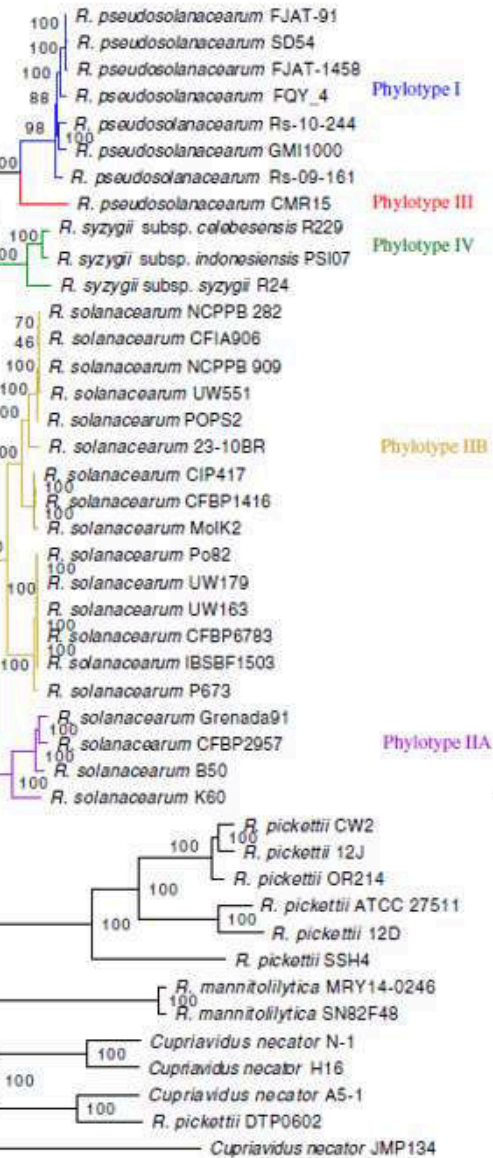 100 R. pseudosolanacearum FJAT-91
100 R. pseudosolanacearum SD54
100 R. pseudosolanacearum FJAT-1458
88 R. pseudosolanacearum FQY_4 Phylotype I
98 R. pseudosolanacearum Rs-10-244
100 R. pseudosolanacearum GMI1000
R. pseudosolanacearum Rs-09-161
R. pseudosolanacearum CMR15 Phylotype III
100 R. syzygii subsp. celebesensis R229
100 R. syzygii subsp. indonesiensis PSI07 Phylotype IV
R. syzygii subsp. syzygii R24
R. solanacearum NCPPB 282
70
46 R. solanacearum CFIA906
100 R. solanacearum NCPPB 909
100 R. solanacearum UW551
R. solanacearum POPS2
R. solanacearum 23-10BR Phylotype IIB
R. solanacearum CIP417
100
R. solanacearum CFBP1416
100
R. solanacearum MolK2
R. solanacearum Po82
100
100 R. solanacearum UW179
R. solanacearum UW163
100
R. solanacearum CFBP6783
100
100 R. solanacearum IBSBF1503
R. solanacearum P673
R. solanacearum Grenada91
100
R. solanacearum CFBP2957 Phylotype IIA
100
100 R. solanacearum B50
R. solanacearum K60
R. pickettii CW2
100 100
R. pickettii 12J
R. pickettii OR214
100
R. pickettii ATCC 27511
100 100
R. pickettii 12D
R. pickettii SSH4
R. mannitolilytica MRY14-0246
100
R. mannitolilytica SN82F48
Cupriavidus necator N-1
100
Cupriavidus necator H16
100
Cupriavidus necator A5-1
100
R. pickettii DTP0602
Cupriavidus necator JMP134